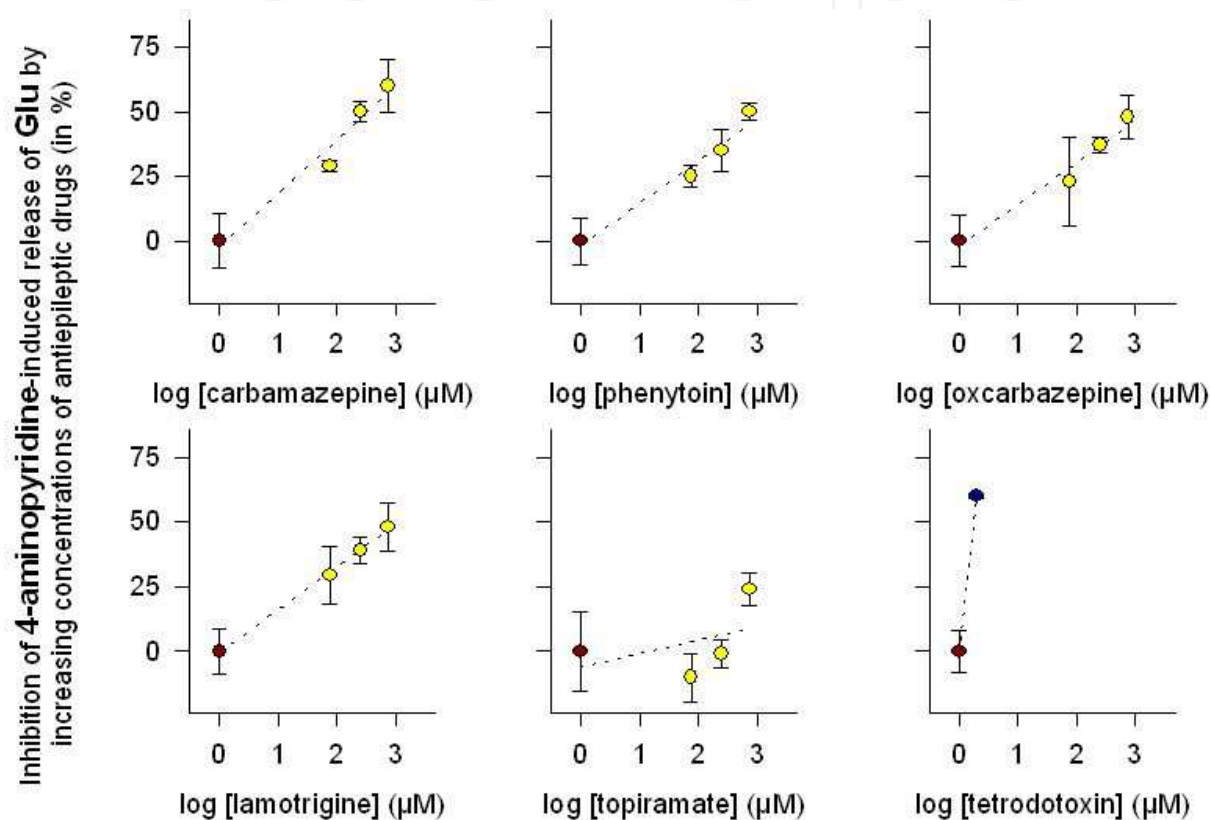 Inhibition of 4-aminopyridine-induced release of Glu by
increasing concentrations of antiepileptic drugs (in %)
75
50
25
0
0 1 2 3
0 1 2 3
0 1 2 3
log [carbamazepine] (µM)
log [phenytoin] (µM)
log [oxcarbazepine] (µM)
75
50
25
0
0 1 2 3
0 1 2 3
0 1 2 3
log [lamotrigine] (µM)
log [topiramate] (µM)
log [tetrodotoxin] (µM)